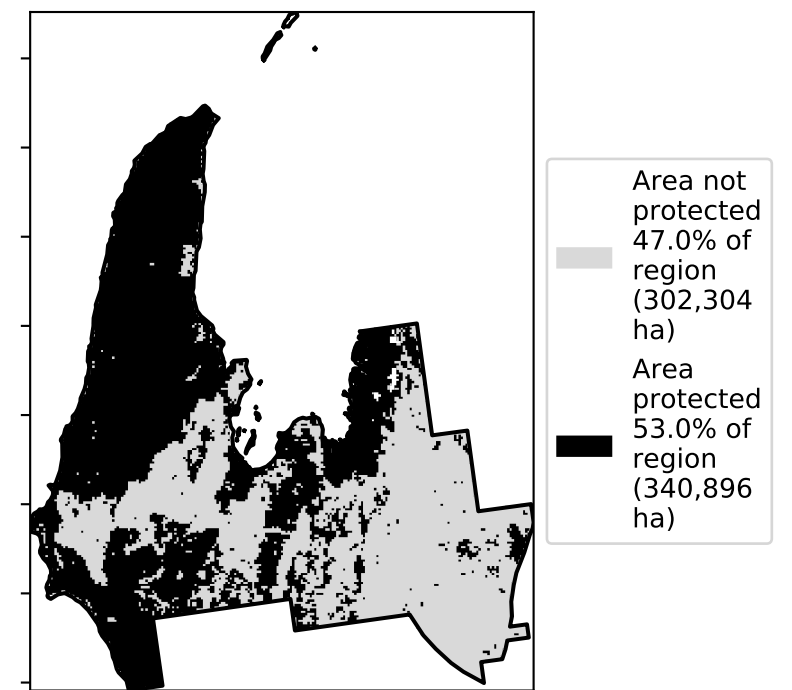 Area not
protected
47.0% of
region
(302,304
ha)
Area
protected
53.0% of
region
(340,896
ha)